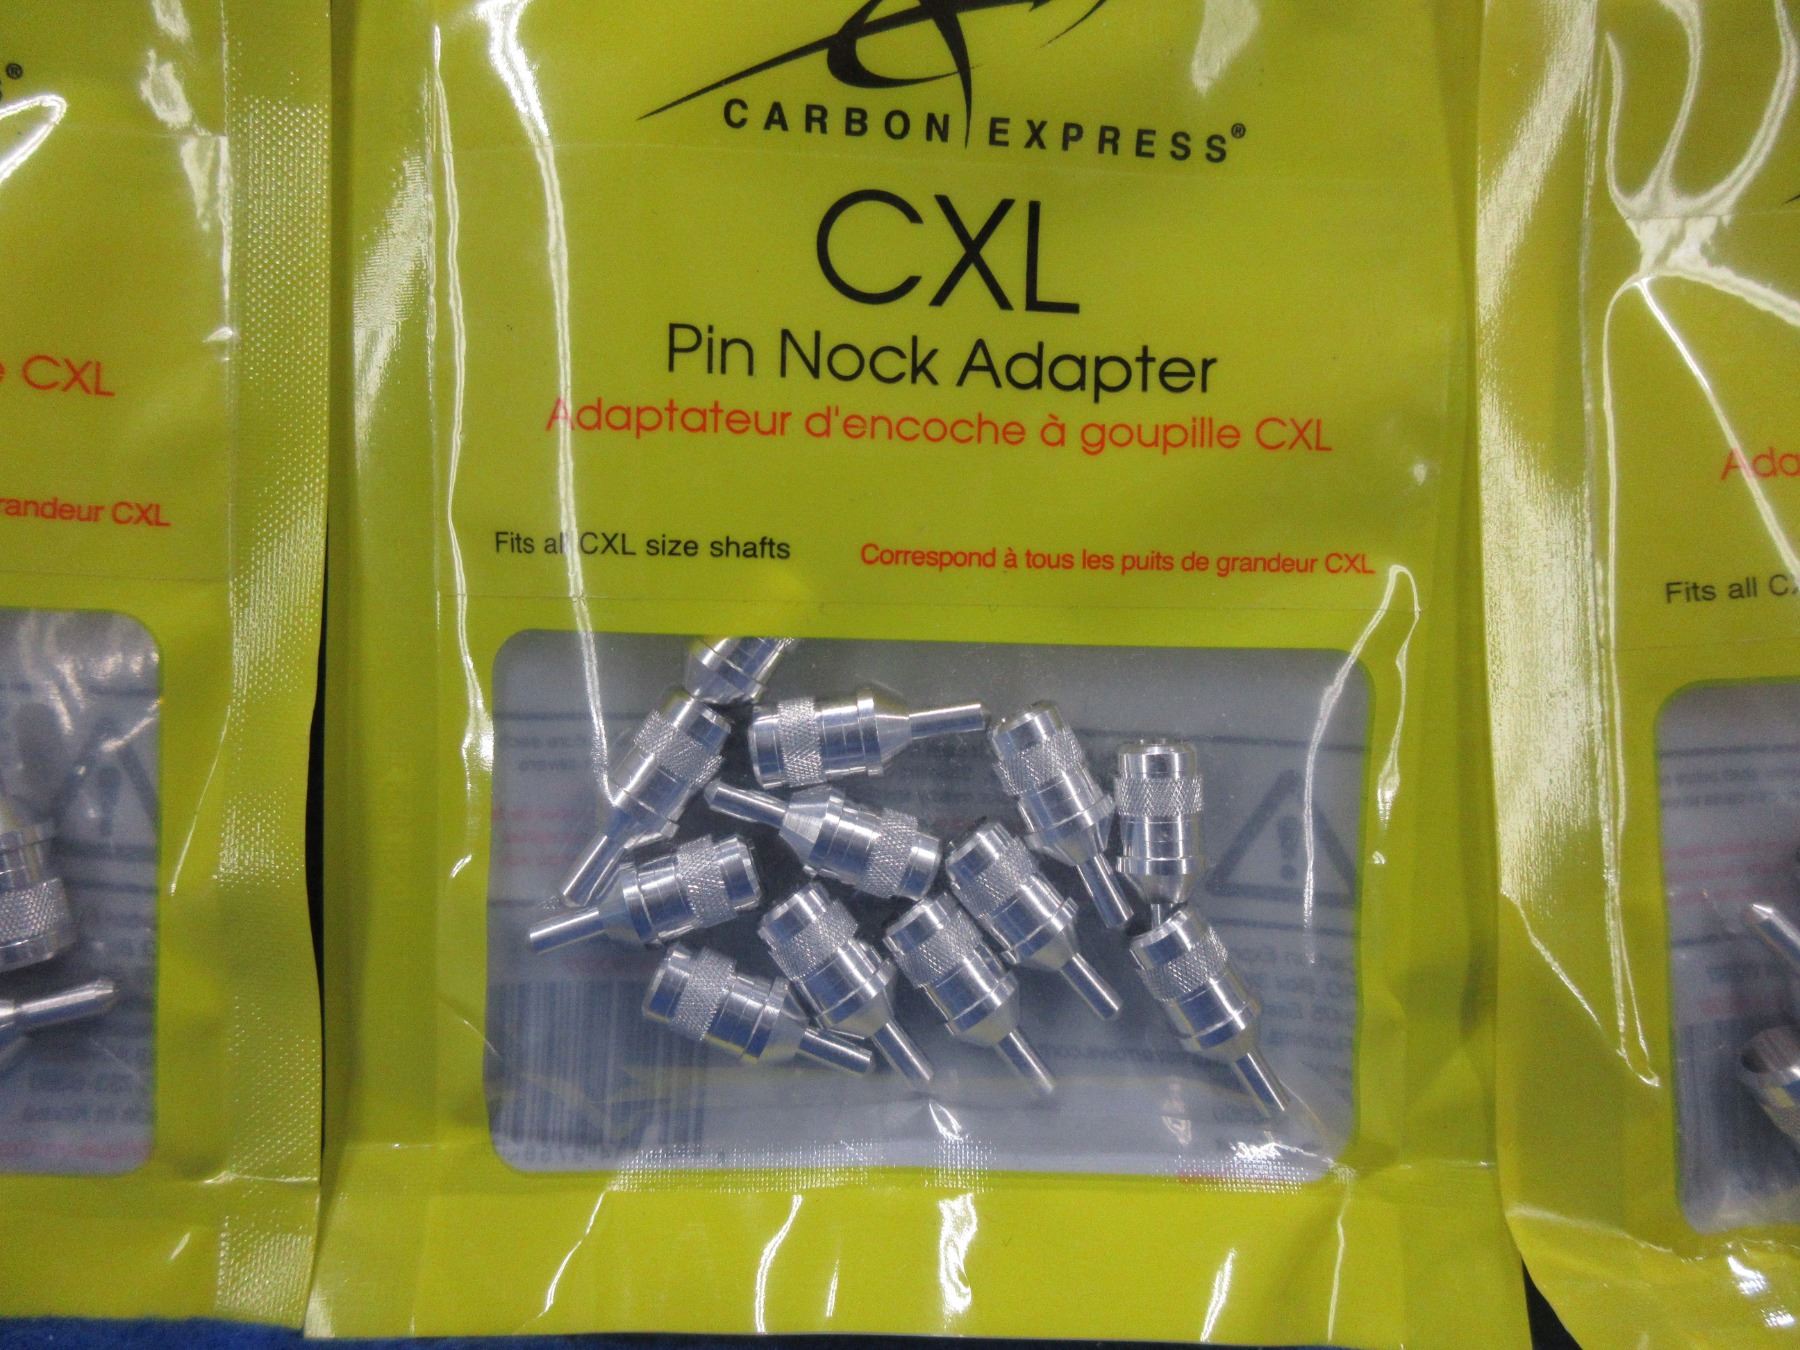 CARBON EXPRESS®
CXL
Pin Nock Adapter
Adaptateur d'encoche à goupille CXL
Fits all CXL size shafts
Correspond à tous les puits de grandeur CXL
CXL
grandeur CXL
Fits all